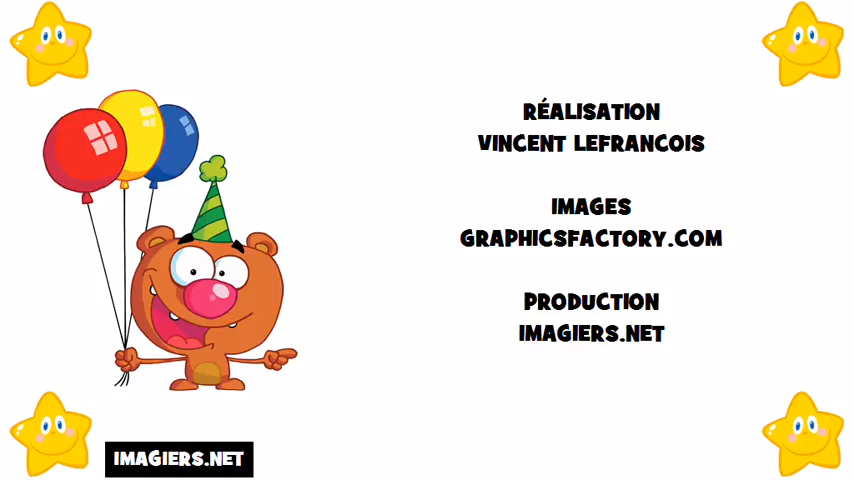 RÉALISATION
VINCENT LEFRANCOIS
IMAGES
GRAPHICSFACTORY.COM
PRODUCTION
IMAGIERS.NET
IMAGIERS.NET